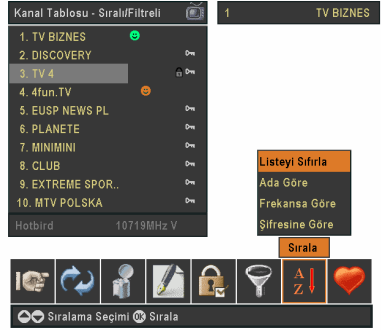 Kanal Tablosu - Sıralı/Filtreli
1 TV BIZNES
1. TV BIZNES
2. DISCOVERY
3. TV 4
4. 4fun.TV
5. EUSP NEWS PL
6. PLANETE
7. MINIMINI
8. CLUB
9. EXTREME SPOR..
10. MTV POLSKA
Hotbird 10719MHz V
Listeyi Sıfırla
Ada Göre
Frekansa Göre
Şifresine Göre
Sırala
A
Z
Sıralama Seçimi OK Sırala